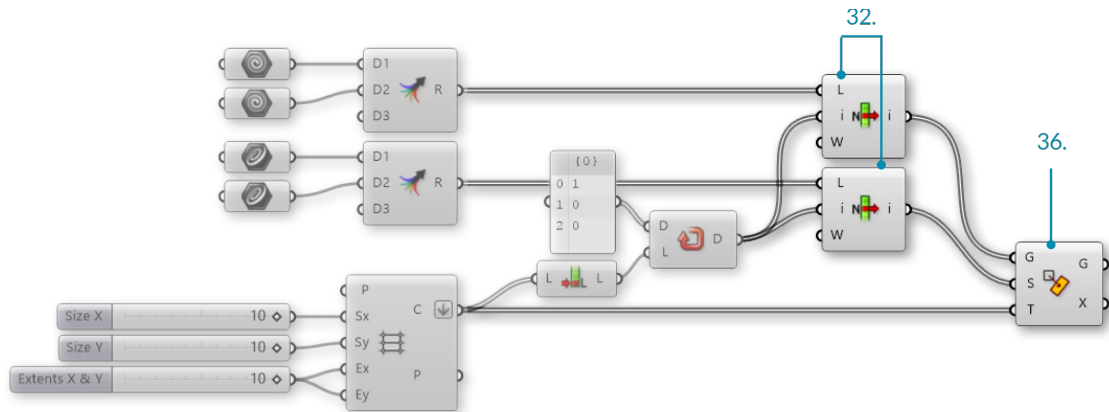 32.
D1
D2 R
D3
L
i N i
W
36.
D1
D2 R
D3
{0}
0 1
1 0
2 0
L
i N i
W
D D
L
G G
S
T X
L L L
P
C
Sx
Sy
Ex P
Ey
Size X 10
Size Y 10
Extents X & Y 10